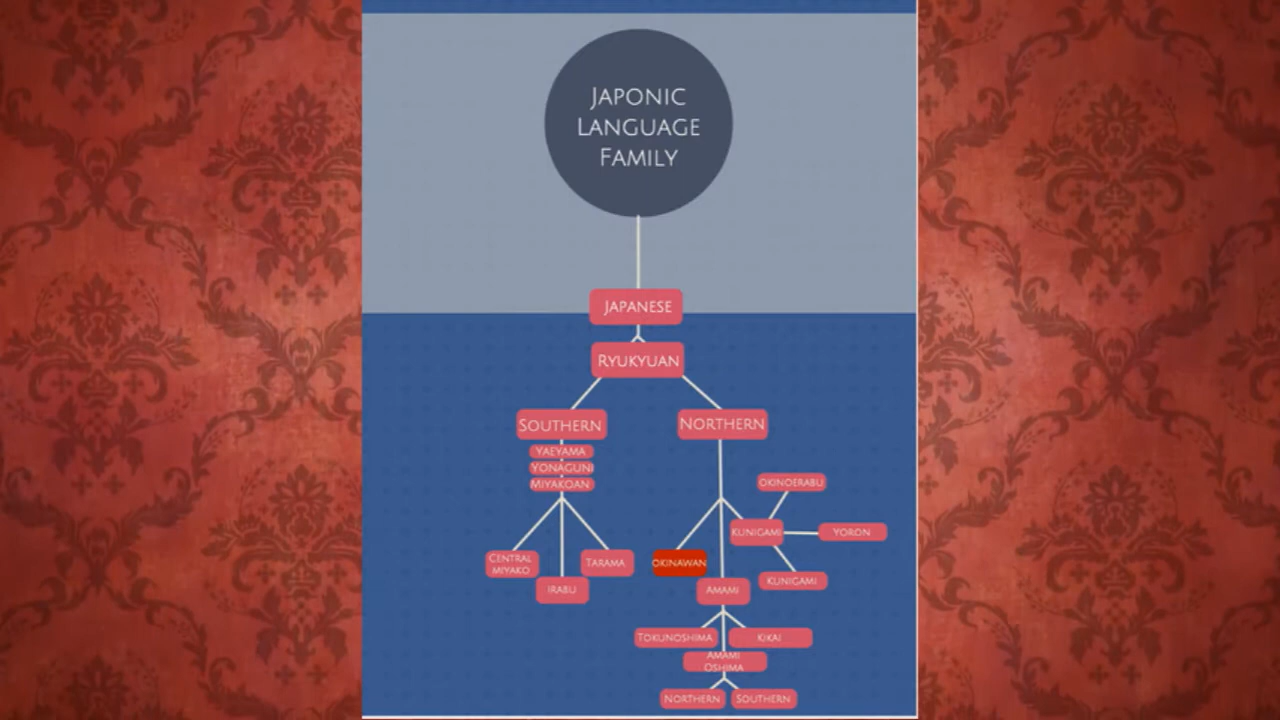 JAPONIC
LANGUAGE
FAMILY
JAPANESE
RYUKYUAN
SOUTHERN
NORTHERN
YAEYAMA
YONAGUNI
MIYAKOAN
OKINOERABU
KUNIGAMI
YORON
CENTRAL
MIYAKO
TARAMA
IRABU
OKINAWAN
KUNIGAMI
AMAMI
TOKUNOSHIMA
KIKAI
AMAMI
OSHIMA
NORTHERN
SOUTHERN